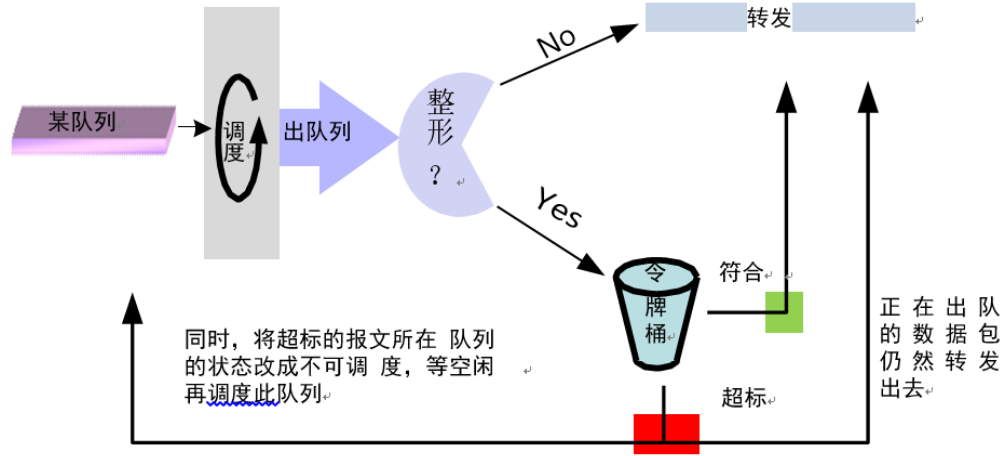 转发
No
某队列
调
度
出队列
整
形
？
Yes
令
牌
桶
符合
正在出队
的数据包
仍然转发
出去
同时，将超标的报文所在 队列
的状态改成不可调 度，等空闲
再调度此队列
超标